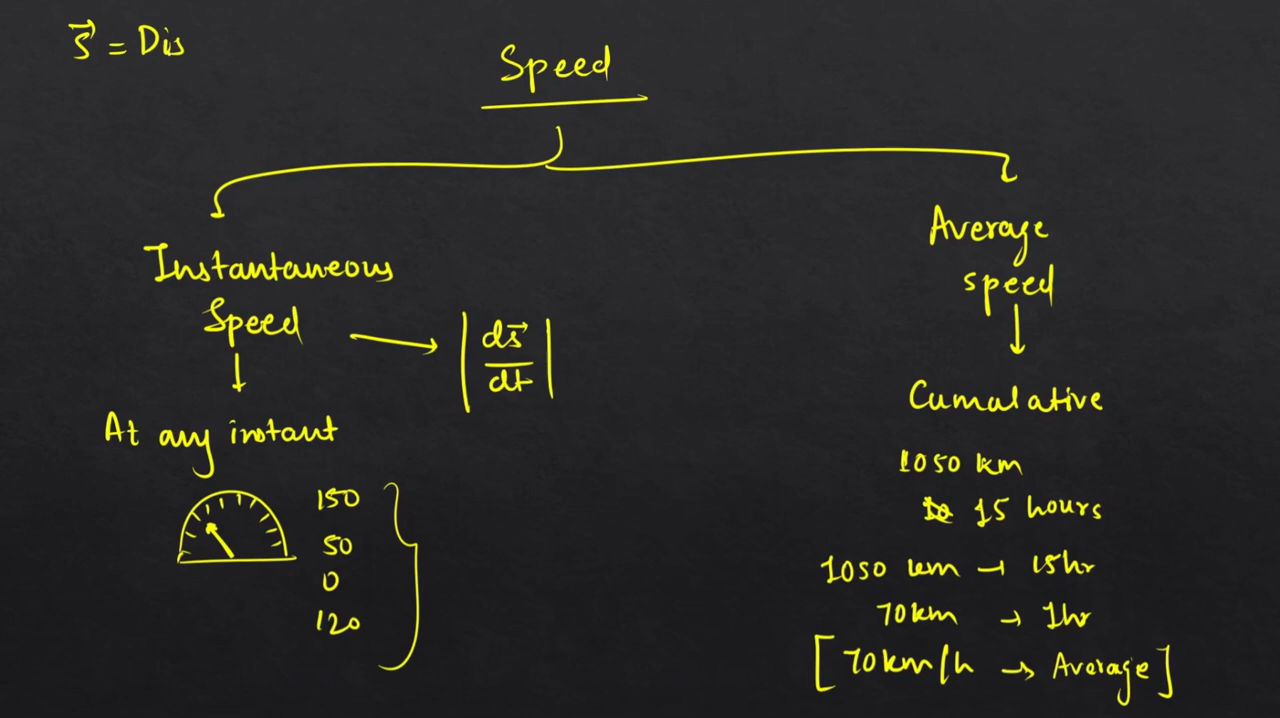 s⃗ = Dis
Speed
Instantaneous
Speed
|ds⃗/dt|
At any instant
150
50
0
120
Average
speed
Cumulative
1050 km
15 hours
1050 km → 15hr
70km → 1hr
[70km/h → Average]